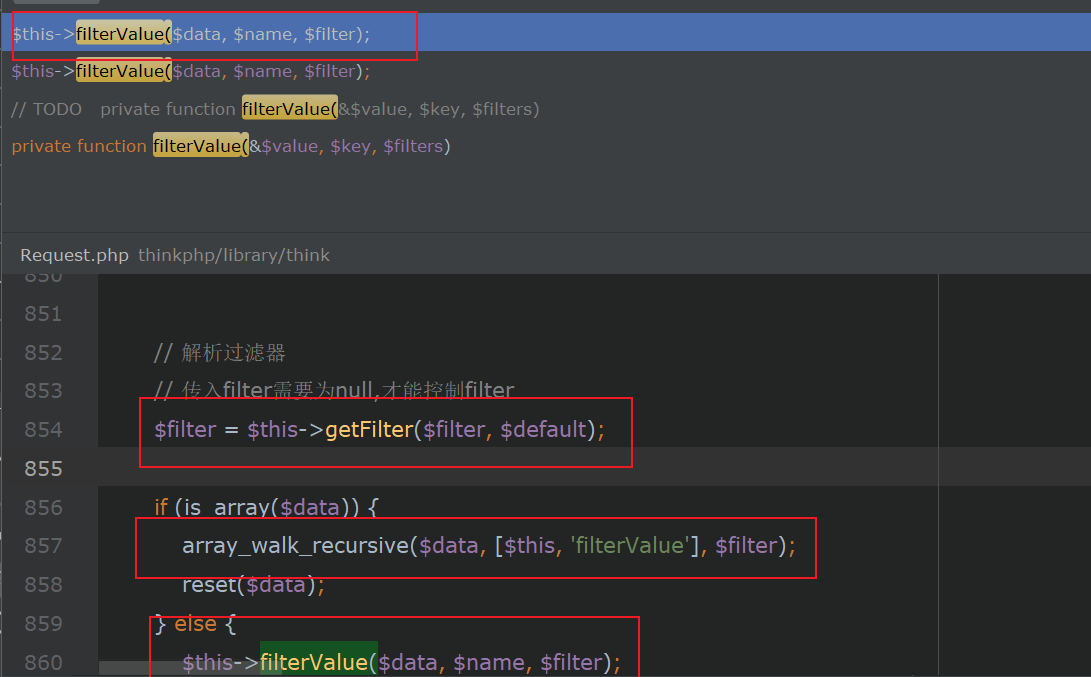 $this->filterValue($data, $name, $filter);
$this->filterValue($data, $name, $filter);
// TODO private function filterValue(&$value, $key, $filters)
private function filterValue(&$value, $key, $filters)
Request.php thinkphp/library/think
850
851
852 // 解析过滤器
853 // 传入filter需要为null,才能控制filter
854 $filter = $this->getFilter($filter, $default);
855
856 if (is_array($data)) {
857 array_walk_recursive($data, [$this, 'filterValue'], $filter);
858 reset($data);
859 } else {
860 $this->filterValue($data, $name, $filter);